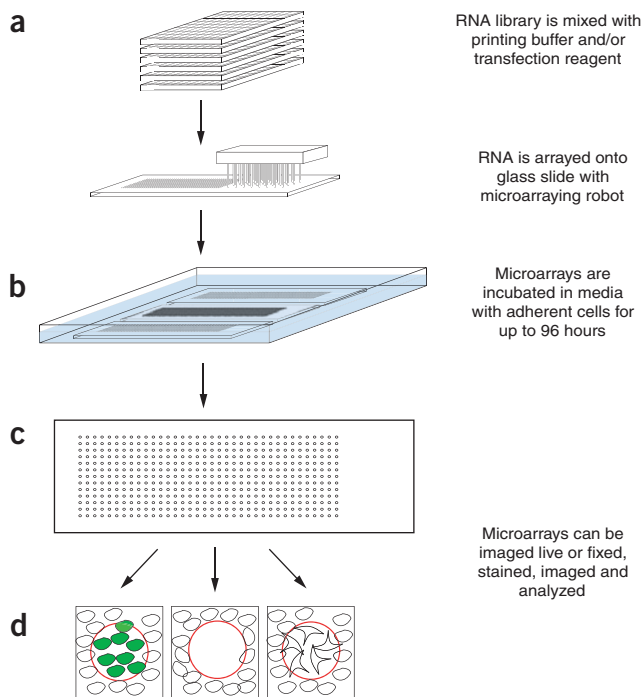 a
RNA library is mixed with
printing buffer and/or
transfection reagent
RNA is arrayed onto
glass slide with
microarraying robot
b
Microarrays are
incubated in media
with adherent cells for
up to 96 hours
c
Microarrays can be
imaged live or fixed,
stained, imaged and
analyzed
d